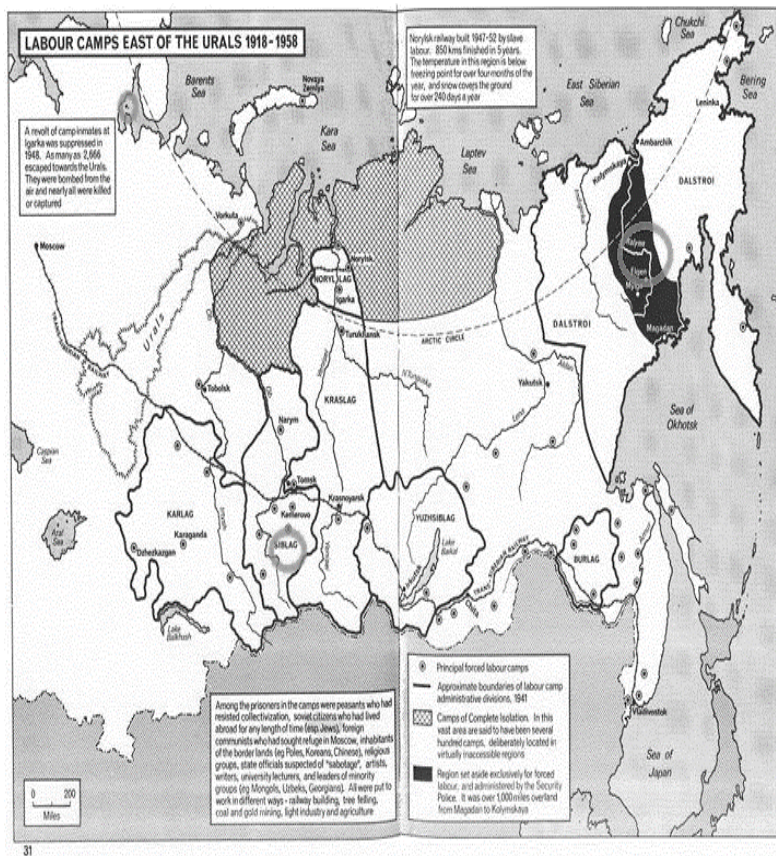 LABOUR CAMPS EAST OF THE URALS 1918-1958
Norylsk railway built 1947-52 by slave
labour. 850 kms finished in 5 years.
The temperature in this region is below
freezing point for over four months of the
year, and snow covers the ground
for over 240 days a year
A revolt of camp inmates at
Igarka was suppressed in
1948. As many as 2,666
escaped towards the Urals.
They were bombed from the
air and nearly all were killed
or captured
Chukchi
Sea
Bering
Sea
East Siberian
Sea
Barents
Sea
Novaya
Zemlya
Kara
Sea
Laptev
Sea
Leninka
Ambarchik
Kolymskaya
DALSTROI
Vorkuta
Moscow
Norylsk
NORYLLAG
Igarka
Turukhansk
ARCTIC CIRCLE
DALSTROI
Elgen
Magadan
Urals
TRANS SIBERIAN RAILWAY
Ob
Tobolsk
Ob
KRASLAG
N Tunguska
Yakutsk
Aldan
Lena
Sea of
Okhotsk
Narym
Caspian
Sea
Tomsk
Krasnoyarsk
Kemerovo
KARLAG
Karaganda
SIBLAG
YUZHSIBLAG
Lake
Baikal
BURLAG
Amur
Aral
Sea
Dzhezkazgan
TRANS SIBERIAN RAILWAY
Lake
Balkhash
Vladivostok
Sea of
Japan
Principal forced labour camps
Approximate boundaries of labour camp
administrative divisions, 1941
Camps of Complete Isolation. In this
vast area are said to have been several
hundred camps, deliberately located in
virtually inaccessible regions
Region set aside exclusively for forced
labour, and administered by the Security
Police. It was over 1,000 miles overland
from Magadan to Kolymskaya
Among the prisoners in the camps were peasants who had
resisted collectivization, soviet citizens who had lived
abroad for any length of time (esp. Jews), foreign
communists who had sought refuge in Moscow, inhabitants
of the border lands (eg Poles, Koreans, Chinese), religious
groups, state officials suspected of "sabotage", artists,
writers, university lecturers, and leaders of minority
groups (eg Mongols, Uzbeks, Georgians). All were put to
work in different ways - railway building, tree felling,
coal and gold mining, light industry and agriculture
0 200
Miles
31